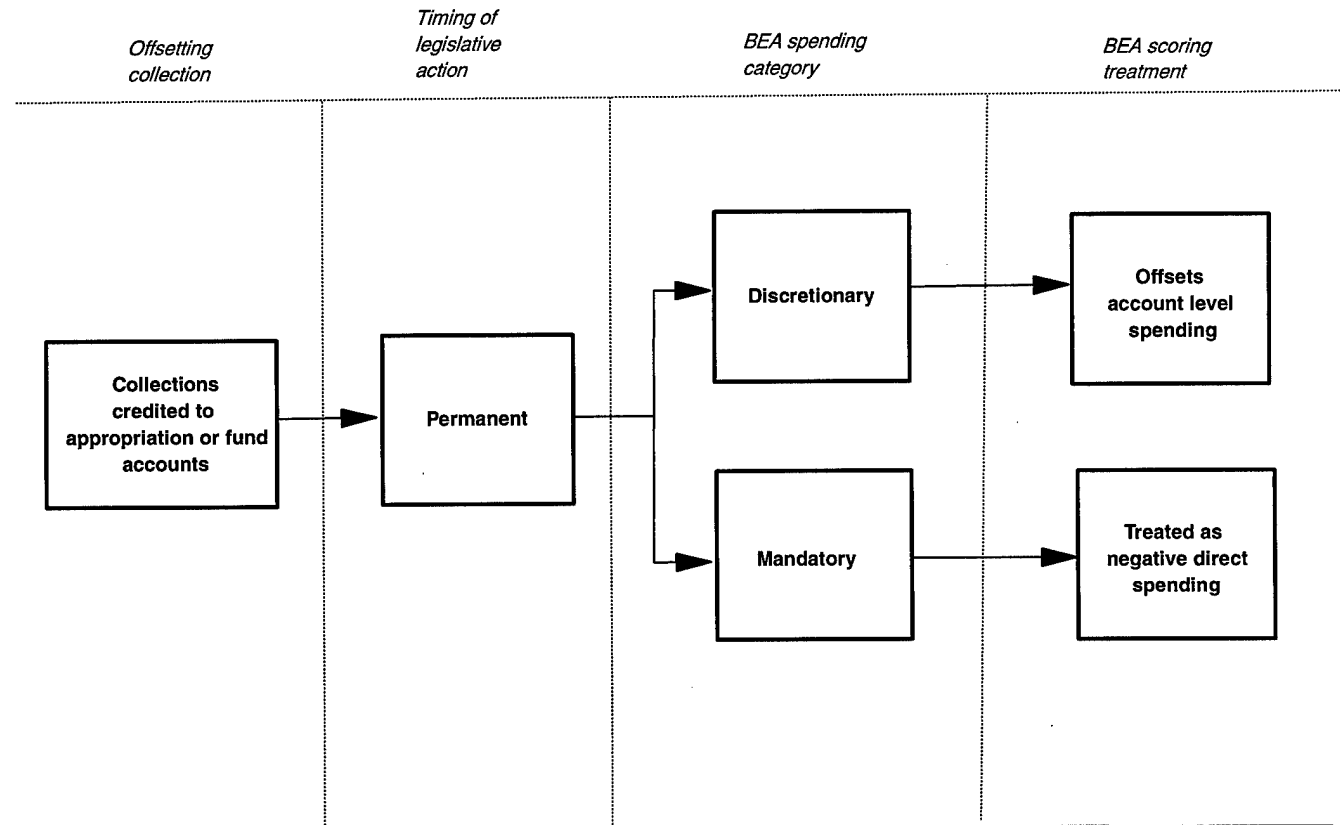 Offsetting
collection
Timing of
legislative
action
BEA spending
category
BEA scoring
treatment
Collections
credited to
appropriation or fund
accounts
Permanent
Discretionary
Mandatory
Offsets
account level
spending
Treated as
negative direct
spending